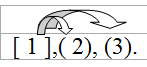 [ 1 ],( 2), (3).